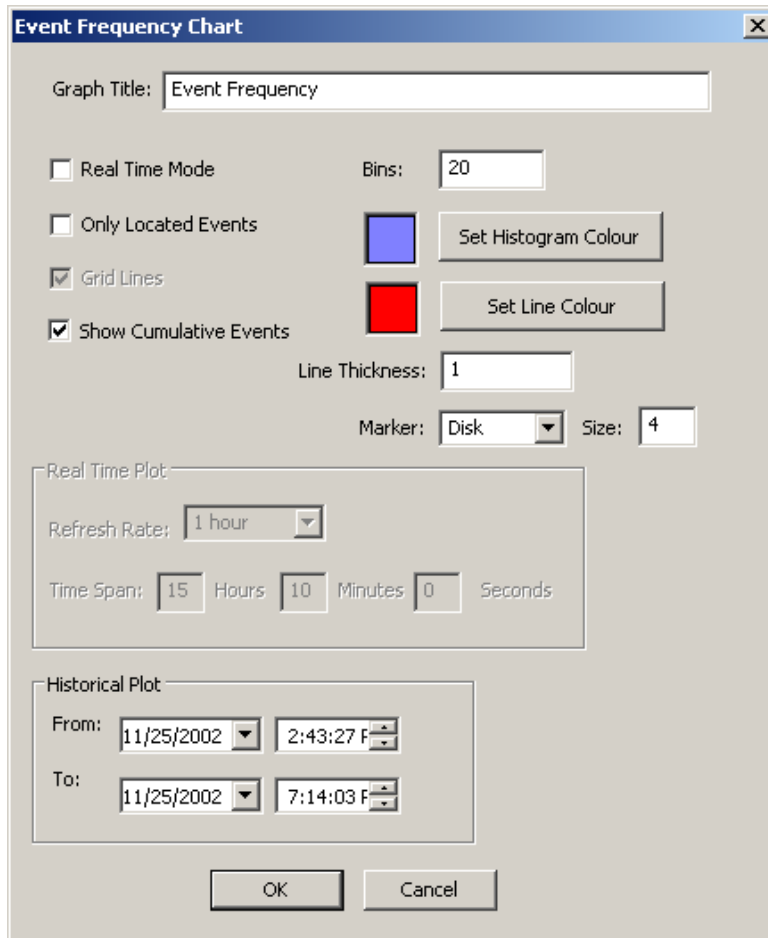 Event Frequency Chart
Graph Title: Event Frequency
Real Time Mode Bins: 20
Only Located Events Set Histogram Colour
Grid Lines Set Line Colour
Show Cumulative Events
Line Thickness: 1
Marker: Disk Size: 4
Real Time Plot
Refresh Rate: 1 hour
Time Span: 15 Hours 10 Minutes 0 Seconds
Historical Plot
From: 11/25/2002 2:43:27 F
To: 11/25/2002 7:14:03 F
OK Cancel